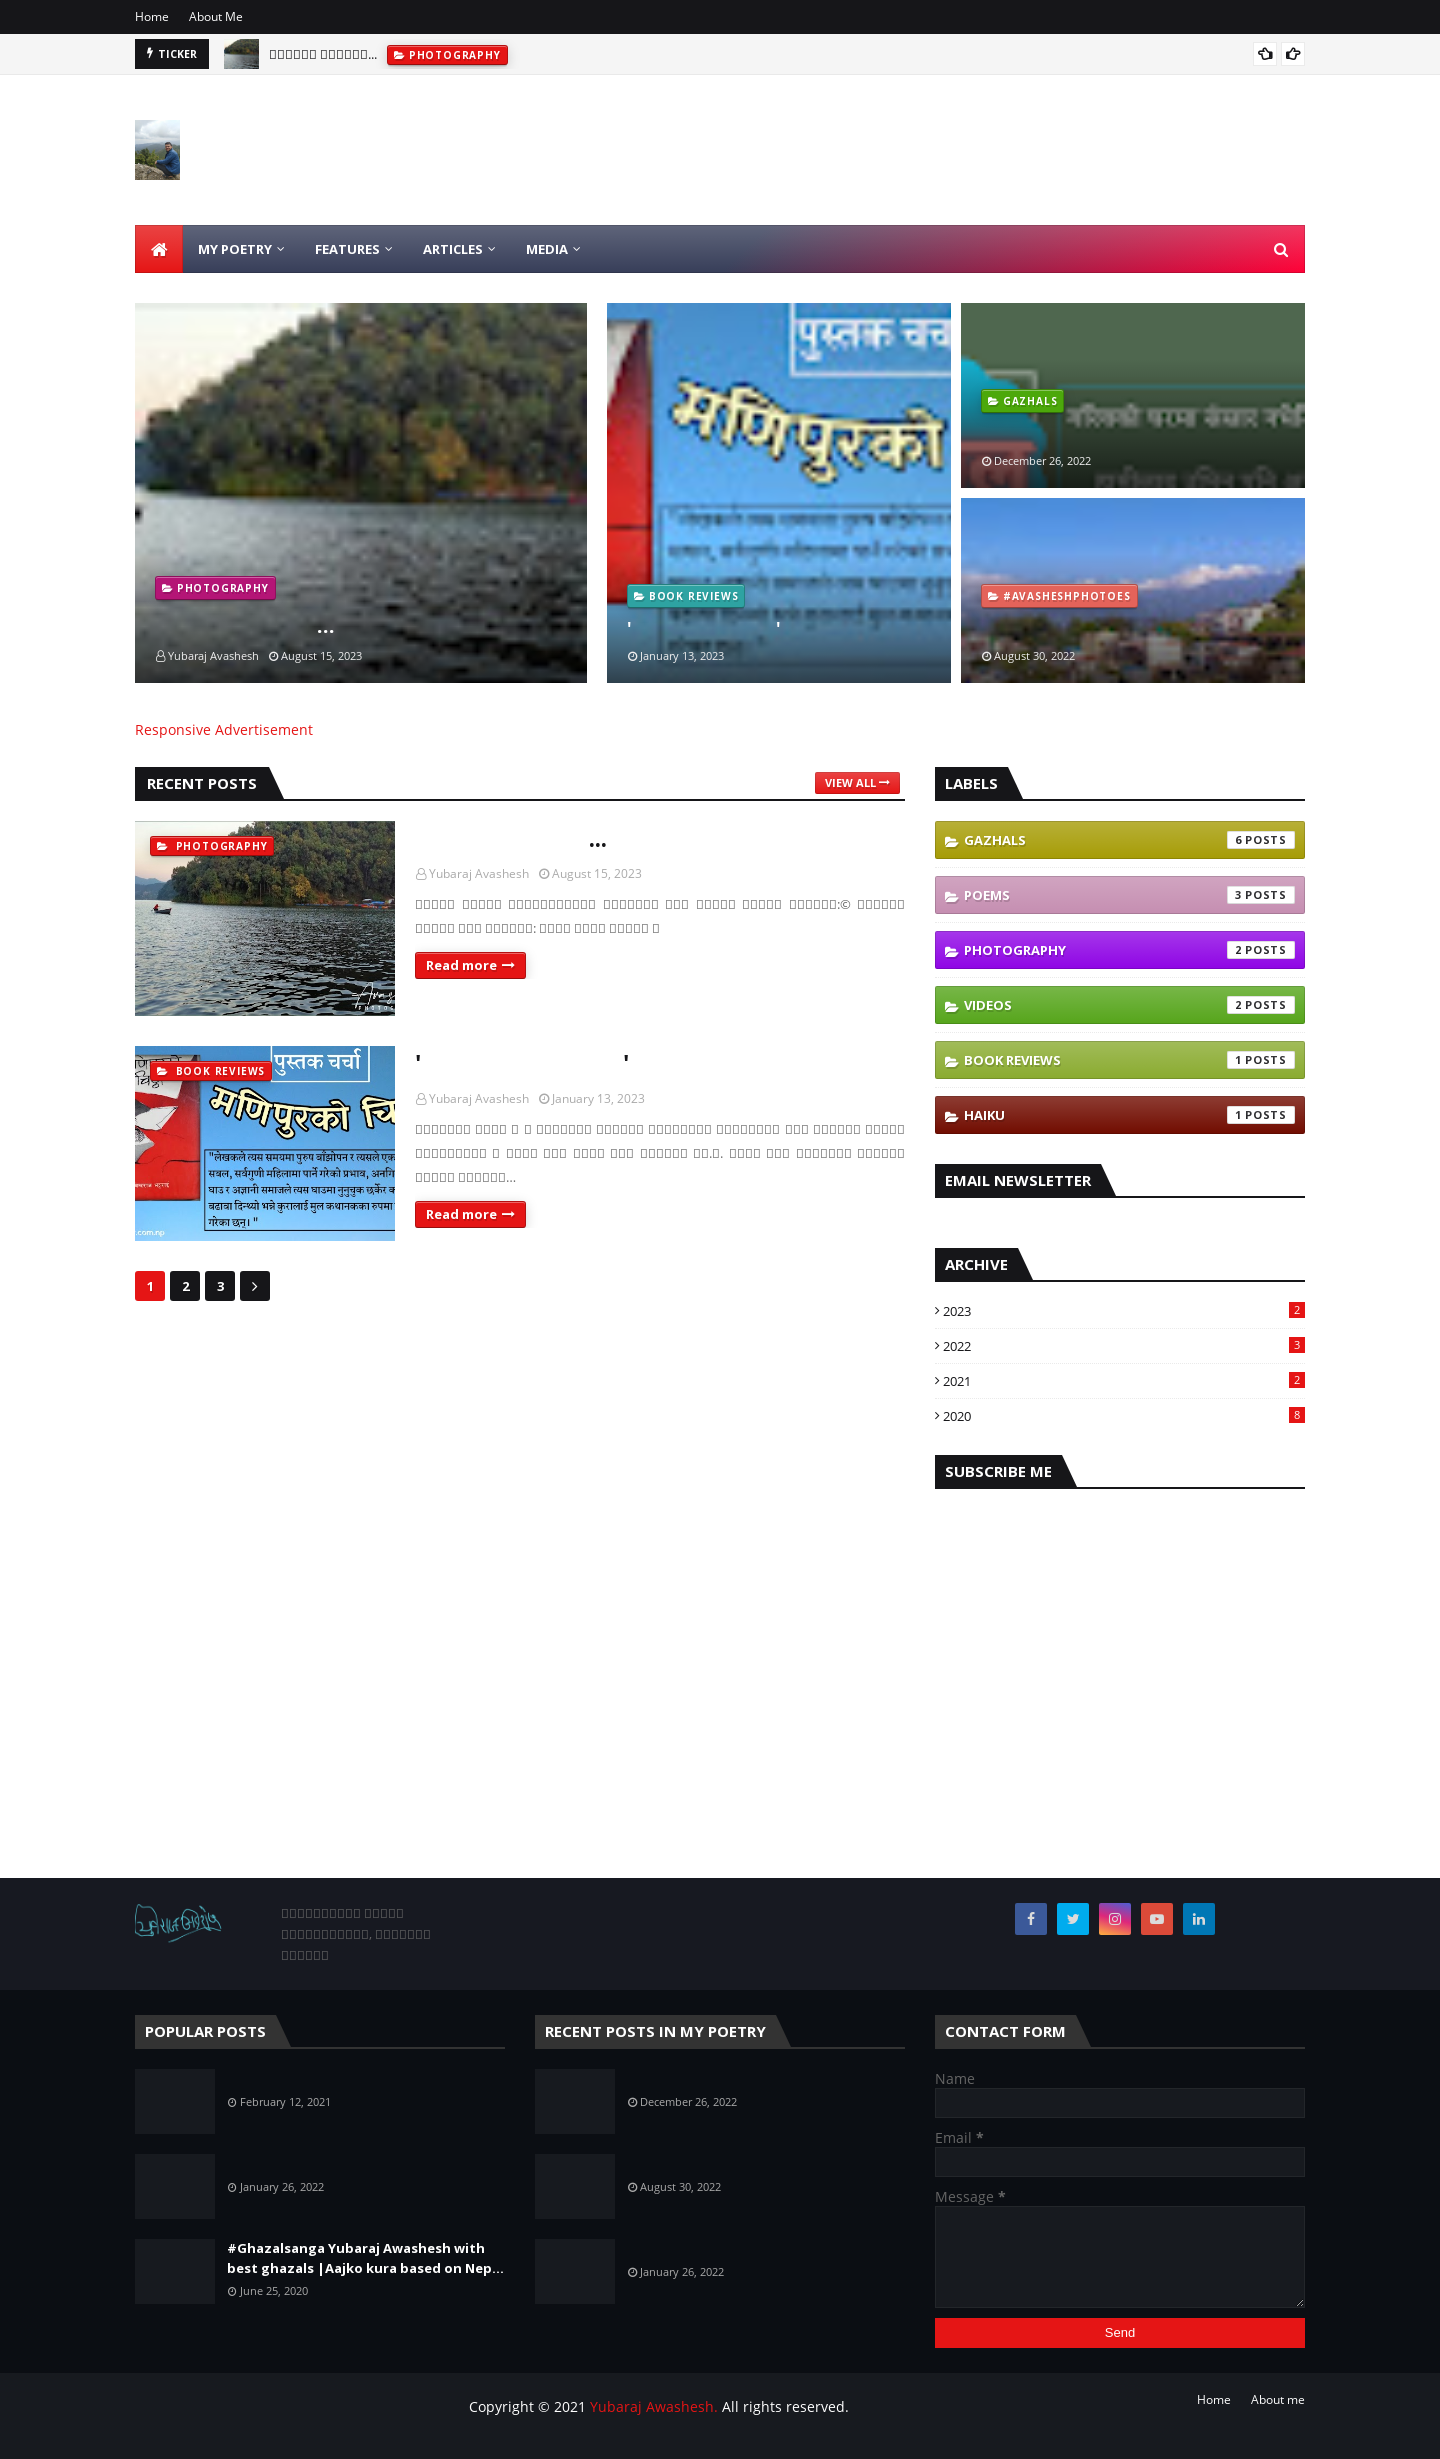 Home About Me
TICKER
PHOTOGRAPHY
MY POETRY FEATURES ARTICLES MEDIA
PHOTOGRAPHY
...
Yubaraj Avashesh August 15, 2023
पुस्तक चर्चा
मणिपुरको
BOOK REVIEWS
' '
January 13, 2023
GAZHALS
December 26, 2022
#AVASHESHPHOTOES
August 30, 2022
Responsive Advertisement
RECENT POSTS
VIEW ALL
PHOTOGRAPHY
...
Yubaraj Avashesh August 15, 2023
Read more
पुस्तक चर्चा
BOOK REVIEWS
मणिपुरको
"लेखकले त्यस समयमा पुरुष बाँझोपन र त्यसले
सबल, सर्वगुणी महिलामा पार्ने गरेको प्रभाव,
घाउ र अज्ञानी समाजले त्यस घाउमा नुनुचुक छर्केर
बढावा दिन्थ्यो भन्ने कुरालाई मुल कथानकका रुपमा
गरेका छन्। "
.com.np
' '
Yubaraj Avashesh January 13, 2023
Read more
1 2 3
LABELS
GAZHALS 6 POSTS
POEMS 3 POSTS
PHOTOGRAPHY 2 POSTS
VIDEOS 2 POSTS
BOOK REVIEWS 1 POSTS
HAIKU 1 POSTS
EMAIL NEWSLETTER
ARCHIVE
2023 2
2022 3
2021 2
2020 8
SUBSCRIBE ME
POPULAR POSTS
February 12, 2021
January 26, 2022
#Ghazalsanga Yubaraj Awashesh with
best ghazals |Aajko kura based on Nep...
June 25, 2020
RECENT POSTS IN MY POETRY
December 26, 2022
August 30, 2022
January 26, 2022
CONTACT FORM
Name
Email *
Message *
Send
Copyright © 2021 Yubaraj Awashesh. All rights reserved.
Home About me